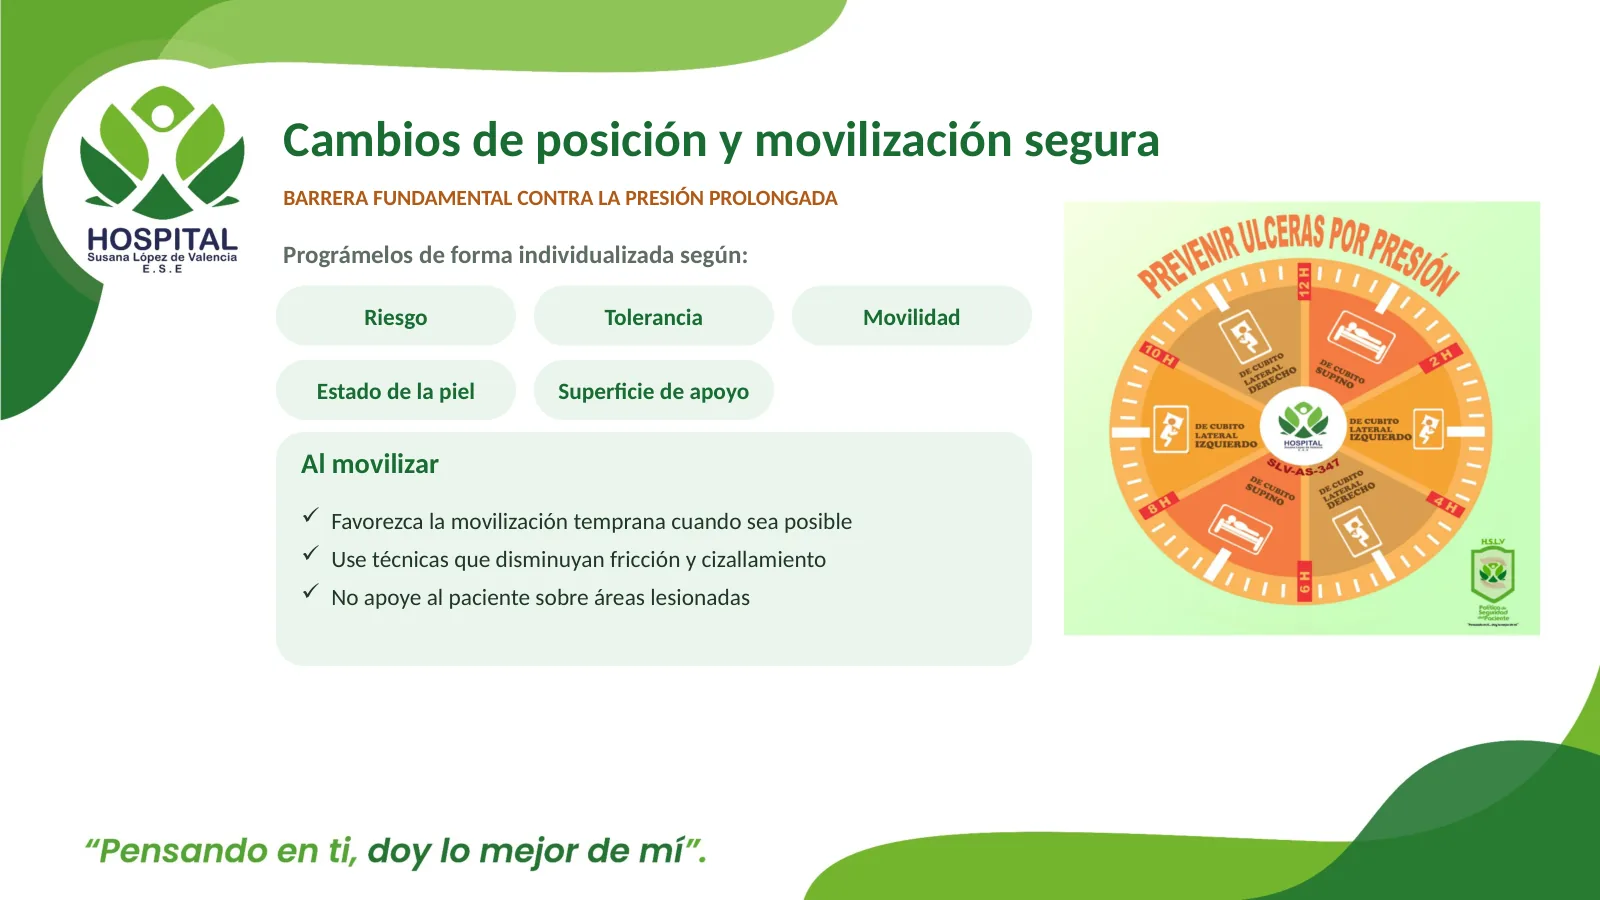 HOSPITAL
Susana López de Valencia
E.S.E
Cambios de posición y movilización segura
BARRERA FUNDAMENTAL CONTRA LA PRESIÓN PROLONGADA
Prográmelos de forma individualizada según:
Riesgo
Tolerancia
Movilidad
Estado de la piel
Superficie de apoyo
Al movilizar
✓ Favorezca la movilización temprana cuando sea posible
✓ Use técnicas que disminuyan fricción y cizallamiento
✓ No apoye al paciente sobre áreas lesionadas
PREVENIR ULCERAS POR PRESIÓN
12 H
2 H
4 H
6 H
8 H
10 H
DE CUBITO
SUPINO
DE CUBITO
LATERAL
IZQUIERDO
DE CUBITO
LATERAL
DERECHO
DE CUBITO
SUPINO
DE CUBITO
LATERAL
IZQUIERDO
DE CUBITO
LATERAL
DERECHO
HOSPITAL
SLV-AS-347
H.S.L.V
Política de
Seguridad
del Paciente
“Pensando en ti, doy lo mejor de mí”.